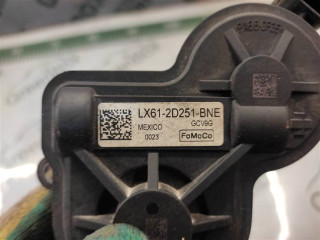 LX61-2D251-BNE
MEXICO GCV9G
0023 FoMoCo